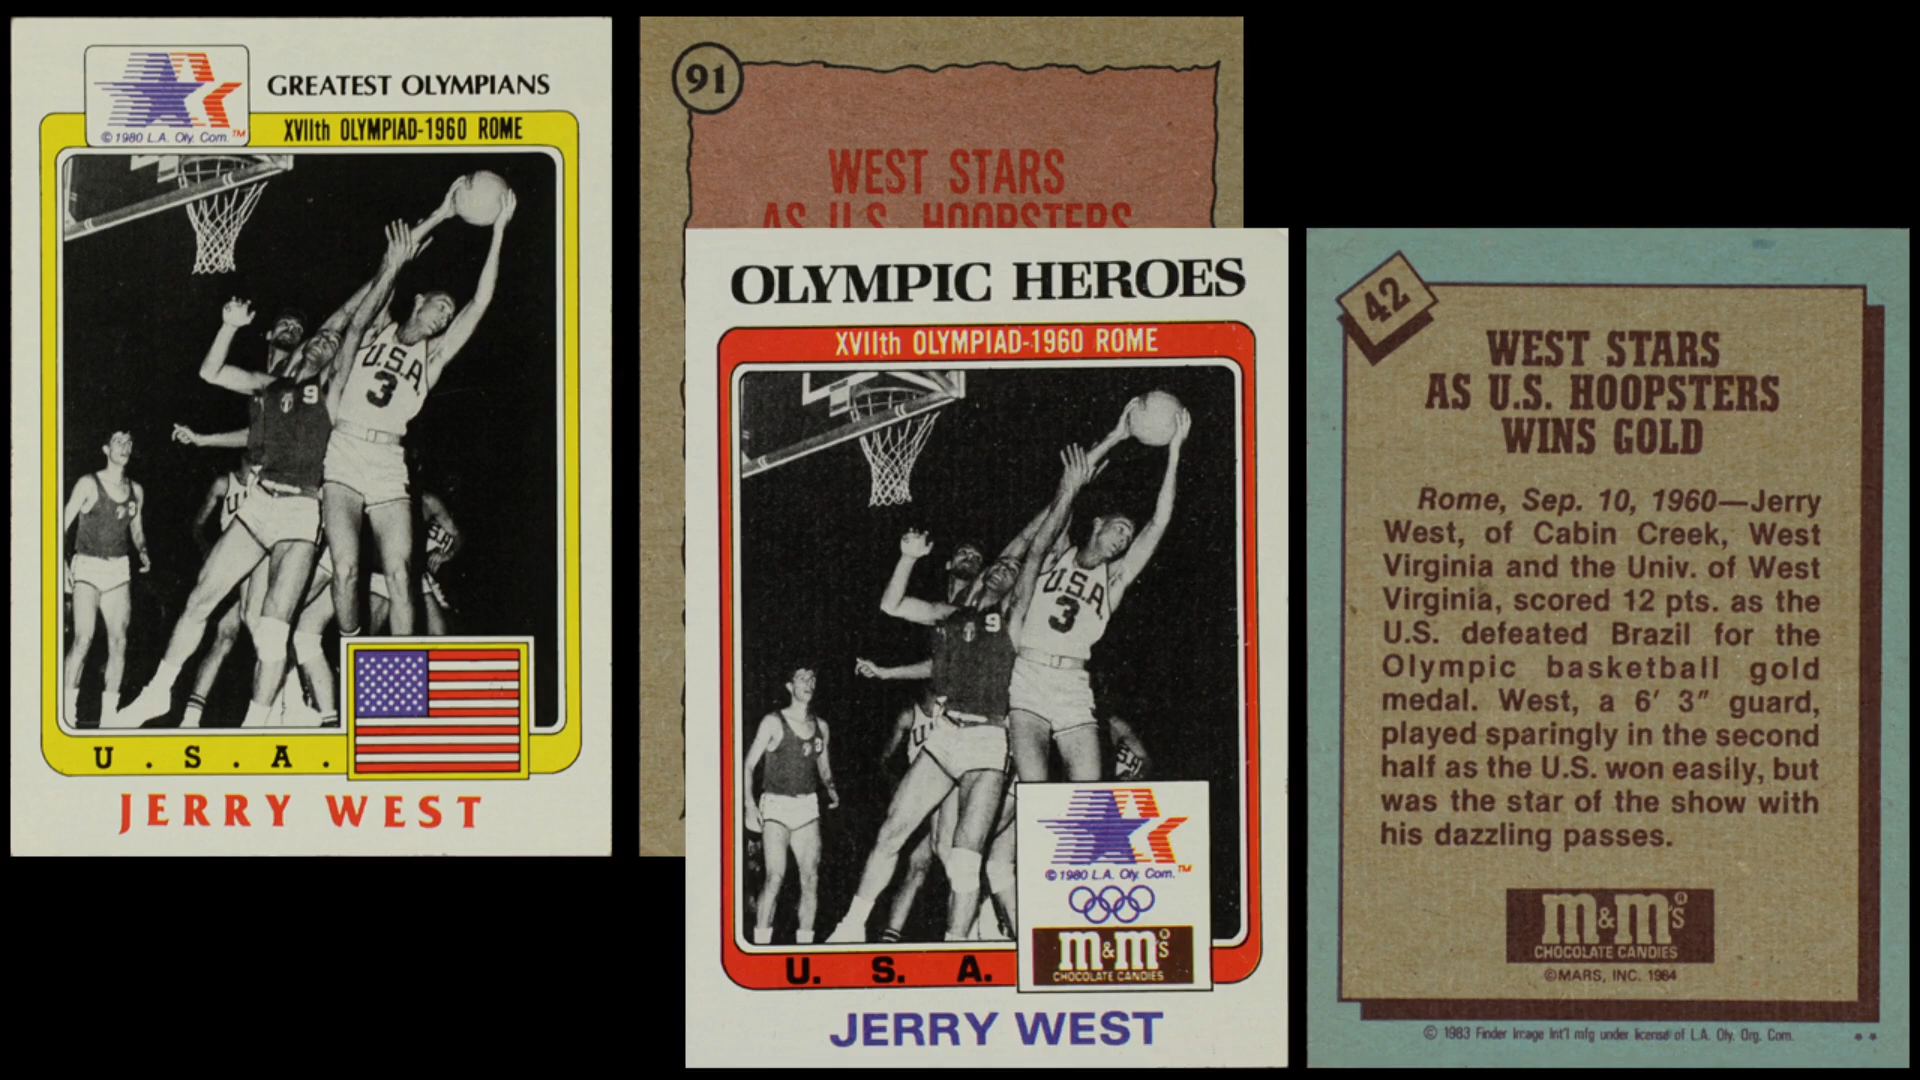 GREATEST OLYMPIANS
© 1980 L.A. Oly. Com.™
XVIIth OLYMPIAD-1960 ROME
U.S.A
3
9
U. S. A.
JERRY WEST
91
WEST STARS
AS U.S. HOOPSTERS
OLYMPIC HEROES
XVIIth OLYMPIAD-1960 ROME
U.S.A
3
9
© 1980 L.A. Oly. Com.™
m&m's®
CHOCOLATE CANDIES
U. S. A.
JERRY WEST
42
WEST STARS
AS U.S. HOOPSTERS
WINS GOLD
Rome, Sep. 10, 1960—Jerry
West, of Cabin Creek, West
Virginia and the Univ. of West
Virginia, scored 12 pts. as the
U.S. defeated Brazil for the
Olympic basketball gold
medal. West, a 6′ 3″ guard,
played sparingly in the second
half as the U.S. won easily, but
was the star of the show with
his dazzling passes.
m&m's®
CHOCOLATE CANDIES
©MARS, INC. 1984
© 1983 Finder Image Int'l mfg under license of L.A. Oly. Org. Com. **